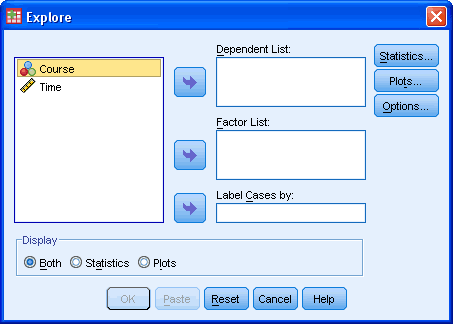 Explore
Course
Time
Dependent List:
Factor List:
Label Cases by:
Statistics...
Plots...
Options...
Display
Both Statistics Plots
OK Paste Reset Cancel Help